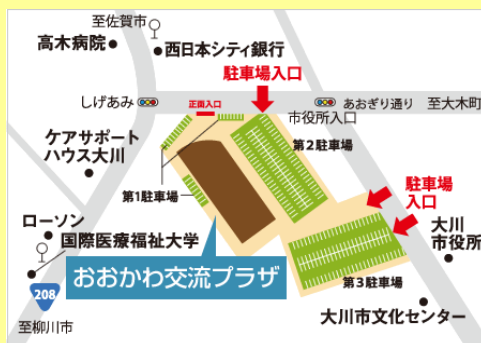 至佐賀市
高木病院
西日本シティ銀行
駐車場入口
しげあみ
正面入口
市役所入口
あおぎり通り
至大木町
ケアサポート
ハウス大川
第2駐車場
第1駐車場
駐車場
入口
ローソン
国際医療福祉大学
大川
市役所
おおかわ交流プラザ
208
第3駐車場
至柳川市
大川市文化センター